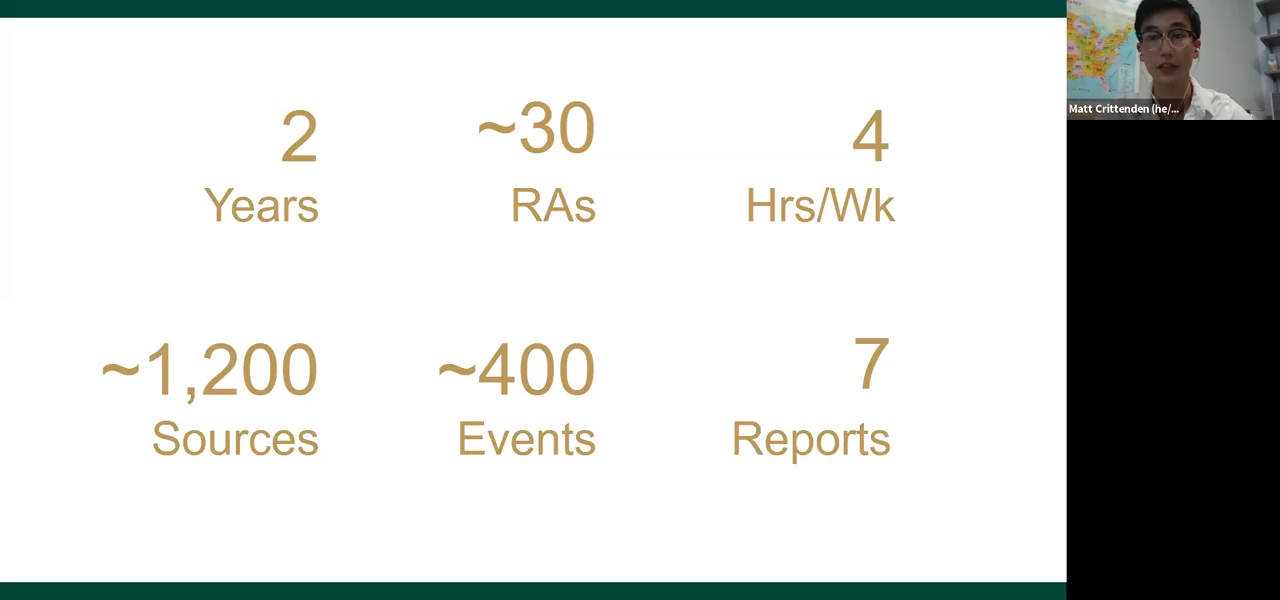 2
Years
~30
RAs
4
Hrs/Wk
~1,200
Sources
~400
Events
7
Reports
Matt Crittenden (he/...